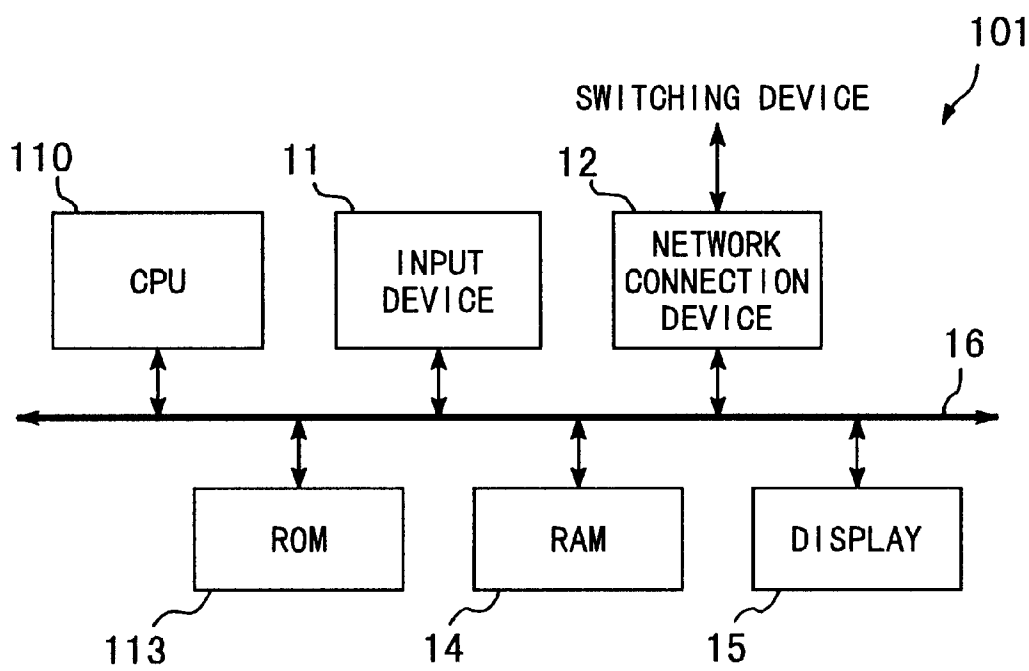 101
SWITCHING DEVICE
110
11
12
CPU
INPUT
DEVICE
NETWORK
CONNECTION
DEVICE
16
ROM
RAM
DISPLAY
113
14
15